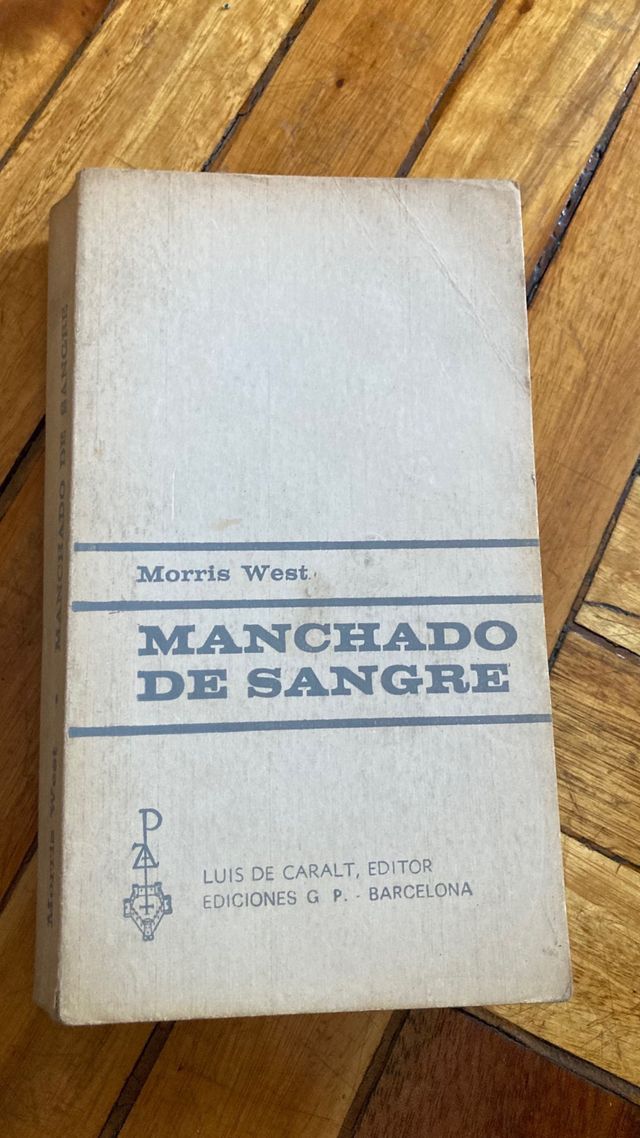 Morris West
MANCHADO
DE SANGRE
LUIS DE CARALT, EDITOR
EDICIONES G P. - BARCELONA
Morris West · MANCHADO DE SANGRE